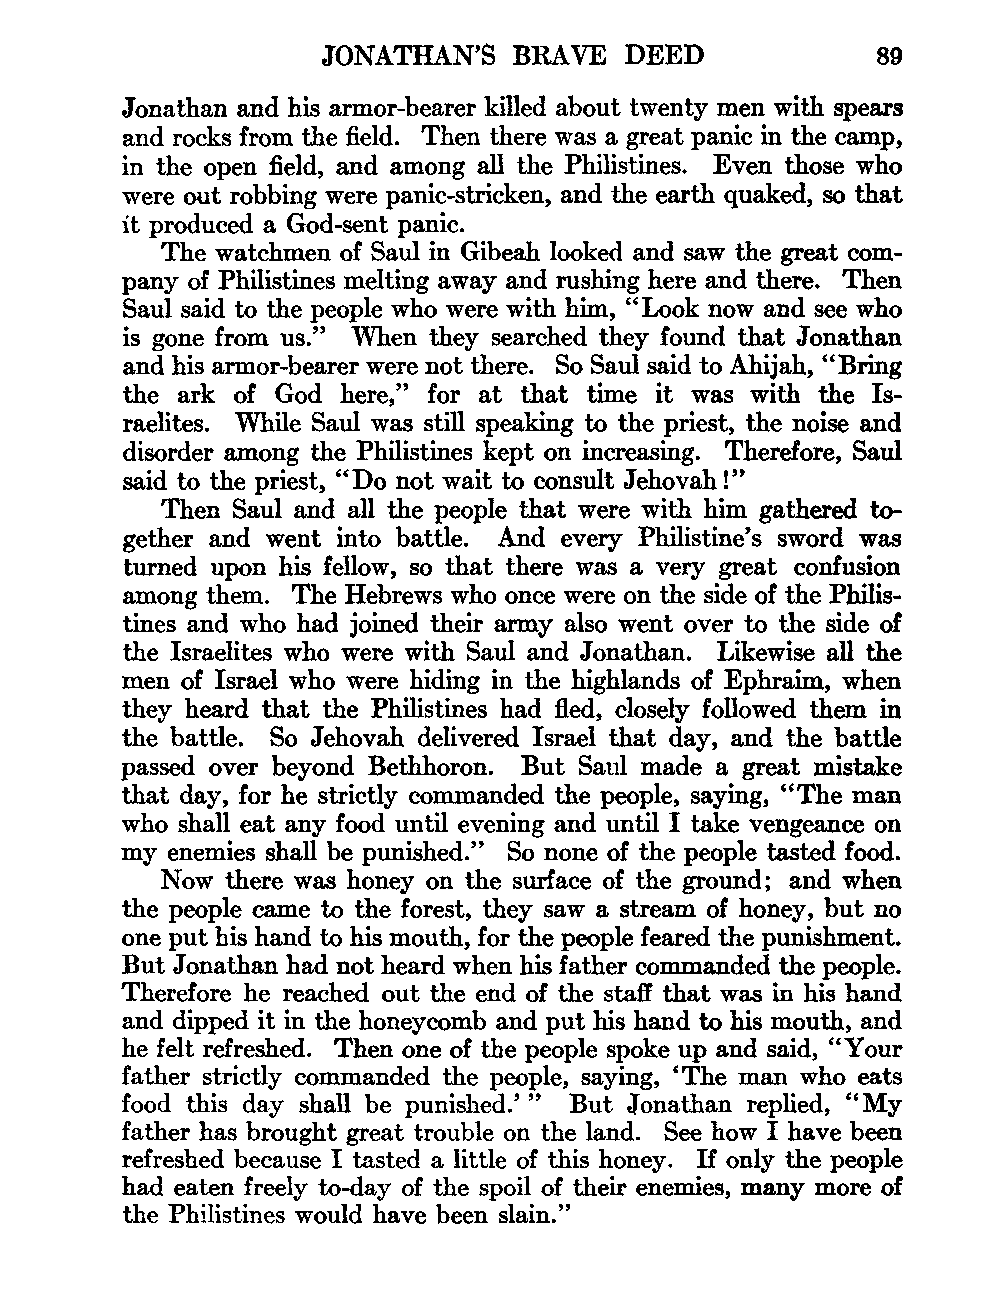 JONATHAN'S BRAVE DEED 89
Jonathan and his armor-bearer killed about twenty men with spears
and rocks from the field. Then there was a great panic in the camp,
in the open field, and among all the Philistines. Even those who
were out robbing were panic-stricken, and the earth quaked, so that
it produced a God-sent panic.
The watchmen of Saul in Gibeah looked and saw the great com-
pany of Philistines melting away and rushing here and there. Then
Saul said to the people who were with him, “Look now and see who
is gone from us.” When they searched they found that Jonathan
and his armor-bearer were not there. So Saul said to Ahijah, “Bring
the ark of God here,” for at that time it was with the Is-
raelites. While Saul was still speaking to the priest, the noise and
disorder among the Philistines kept on increasing. Therefore, Saul
said to the priest, “Do not wait to consult Jehovah!”
Then Saul and all the people that were with him gathered to-
gether and went into battle. And every Philistine's sword was
turned upon his fellow, so that there was a very great confusion
among them. The Hebrews who once were on the side of the Philis-
tines and who had joined their army also went over to the side of
the Israelites who were with Saul and Jonathan. Likewise all the
men of Israel who were hiding in the highlands of Ephraim, when
they heard that the Philistines had fled, closely followed them in
the battle. So Jehovah delivered Israel that day, and the battle
passed over beyond Bethhoron. But Saul made a great mistake
that day, for he strictly commanded the people, saying, “The man
who shall eat any food until evening and until I take vengeance on
my enemies shall be punished.” So none of the people tasted food.
Now there was honey on the surface of the ground; and when
the people came to the forest, they saw a stream of honey, but no
one put his hand to his mouth, for the people feared the punishment.
But Jonathan had not heard when his father commanded the people.
Therefore he reached out the end of the staff that was in his hand
and dipped it in the honeycomb and put his hand to his mouth, and
he felt refreshed. Then one of the people spoke up and said, “Your
father strictly commanded the people, saying, ‘The man who eats
food this day shall be punished.’” But Jonathan replied, “My
father has brought great trouble on the land. See how I have been
refreshed because I tasted a little of this honey. If only the people
had eaten freely to-day of the spoil of their enemies, many more of
the Philistines would have been slain.”